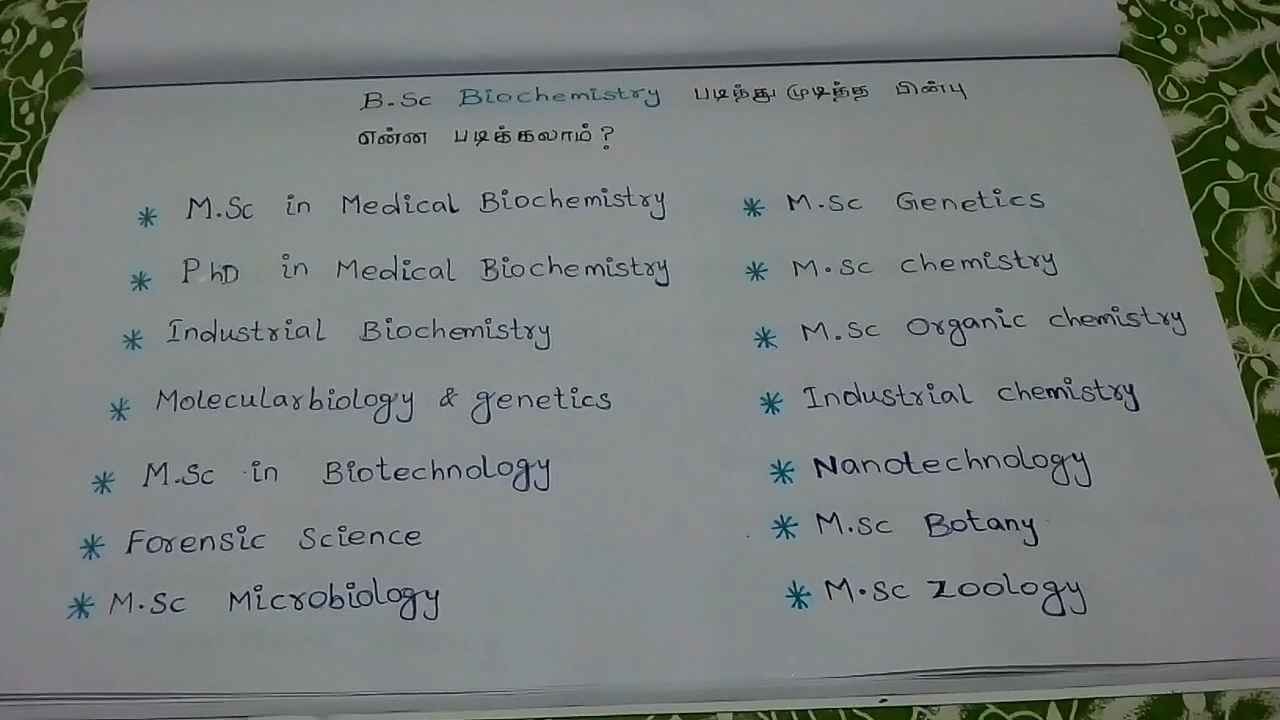 B.Sc Biochemistry படித்து முடித்த பின்பு
என்ன படிக்கலாம்?
* M.Sc in Medical Biochemistry
* PhD in Medical Biochemistry
* Industrial Biochemistry
* Molecularbiology & genetics
* M.Sc in Biotechnology
* Forensic Science
* M.Sc Microbiology
* M.Sc Genetics
* M.Sc chemistry
* M.Sc Organic chemistry
* Industrial chemistry
* Nanotechnology
* M.Sc Botany
* M.Sc Zoology